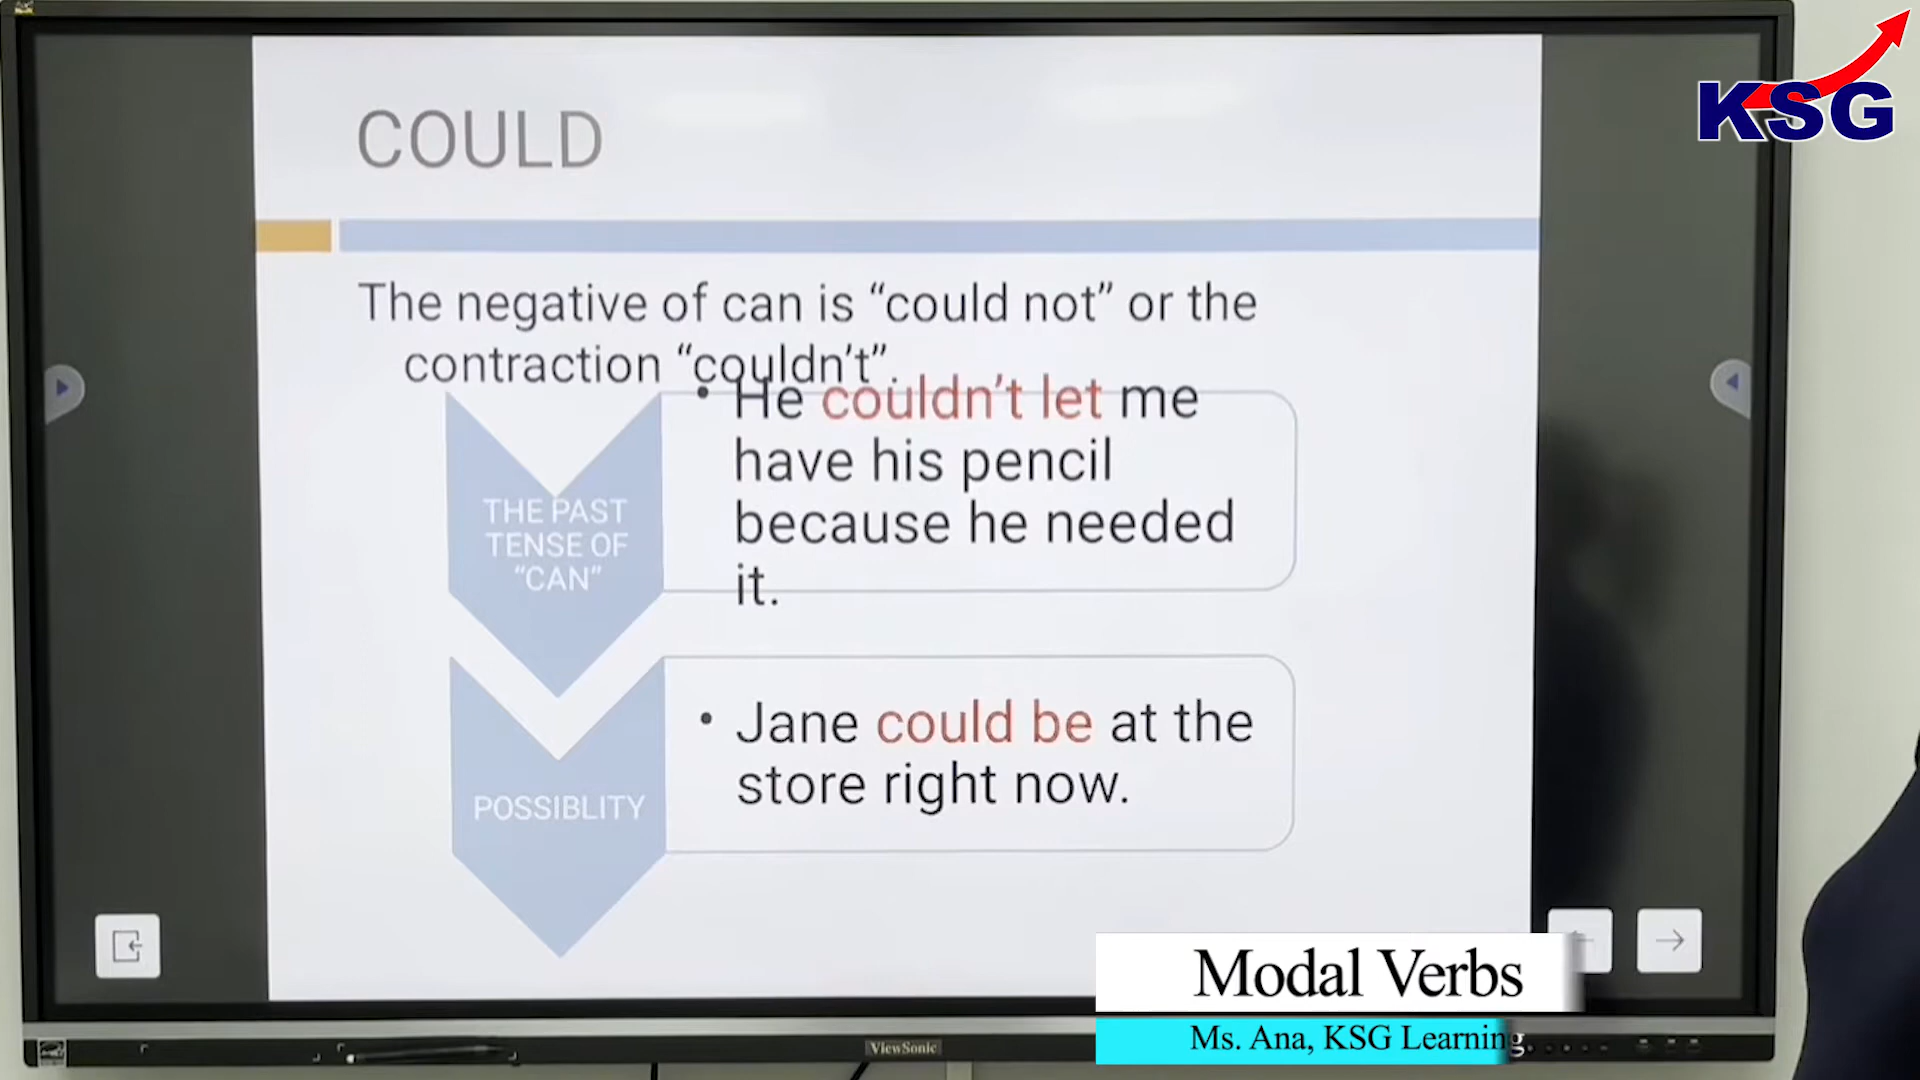 KSG
COULD
The negative of can is “could not” or the
contraction “couldn’t”.
• He couldn’t let me
have his pencil
because he needed
it.
THE PAST
TENSE OF
“CAN”
• Jane could be at the
store right now.
POSSIBLITY
Modal Verbs
Ms. Ana, KSG Learning.
ViewSonic